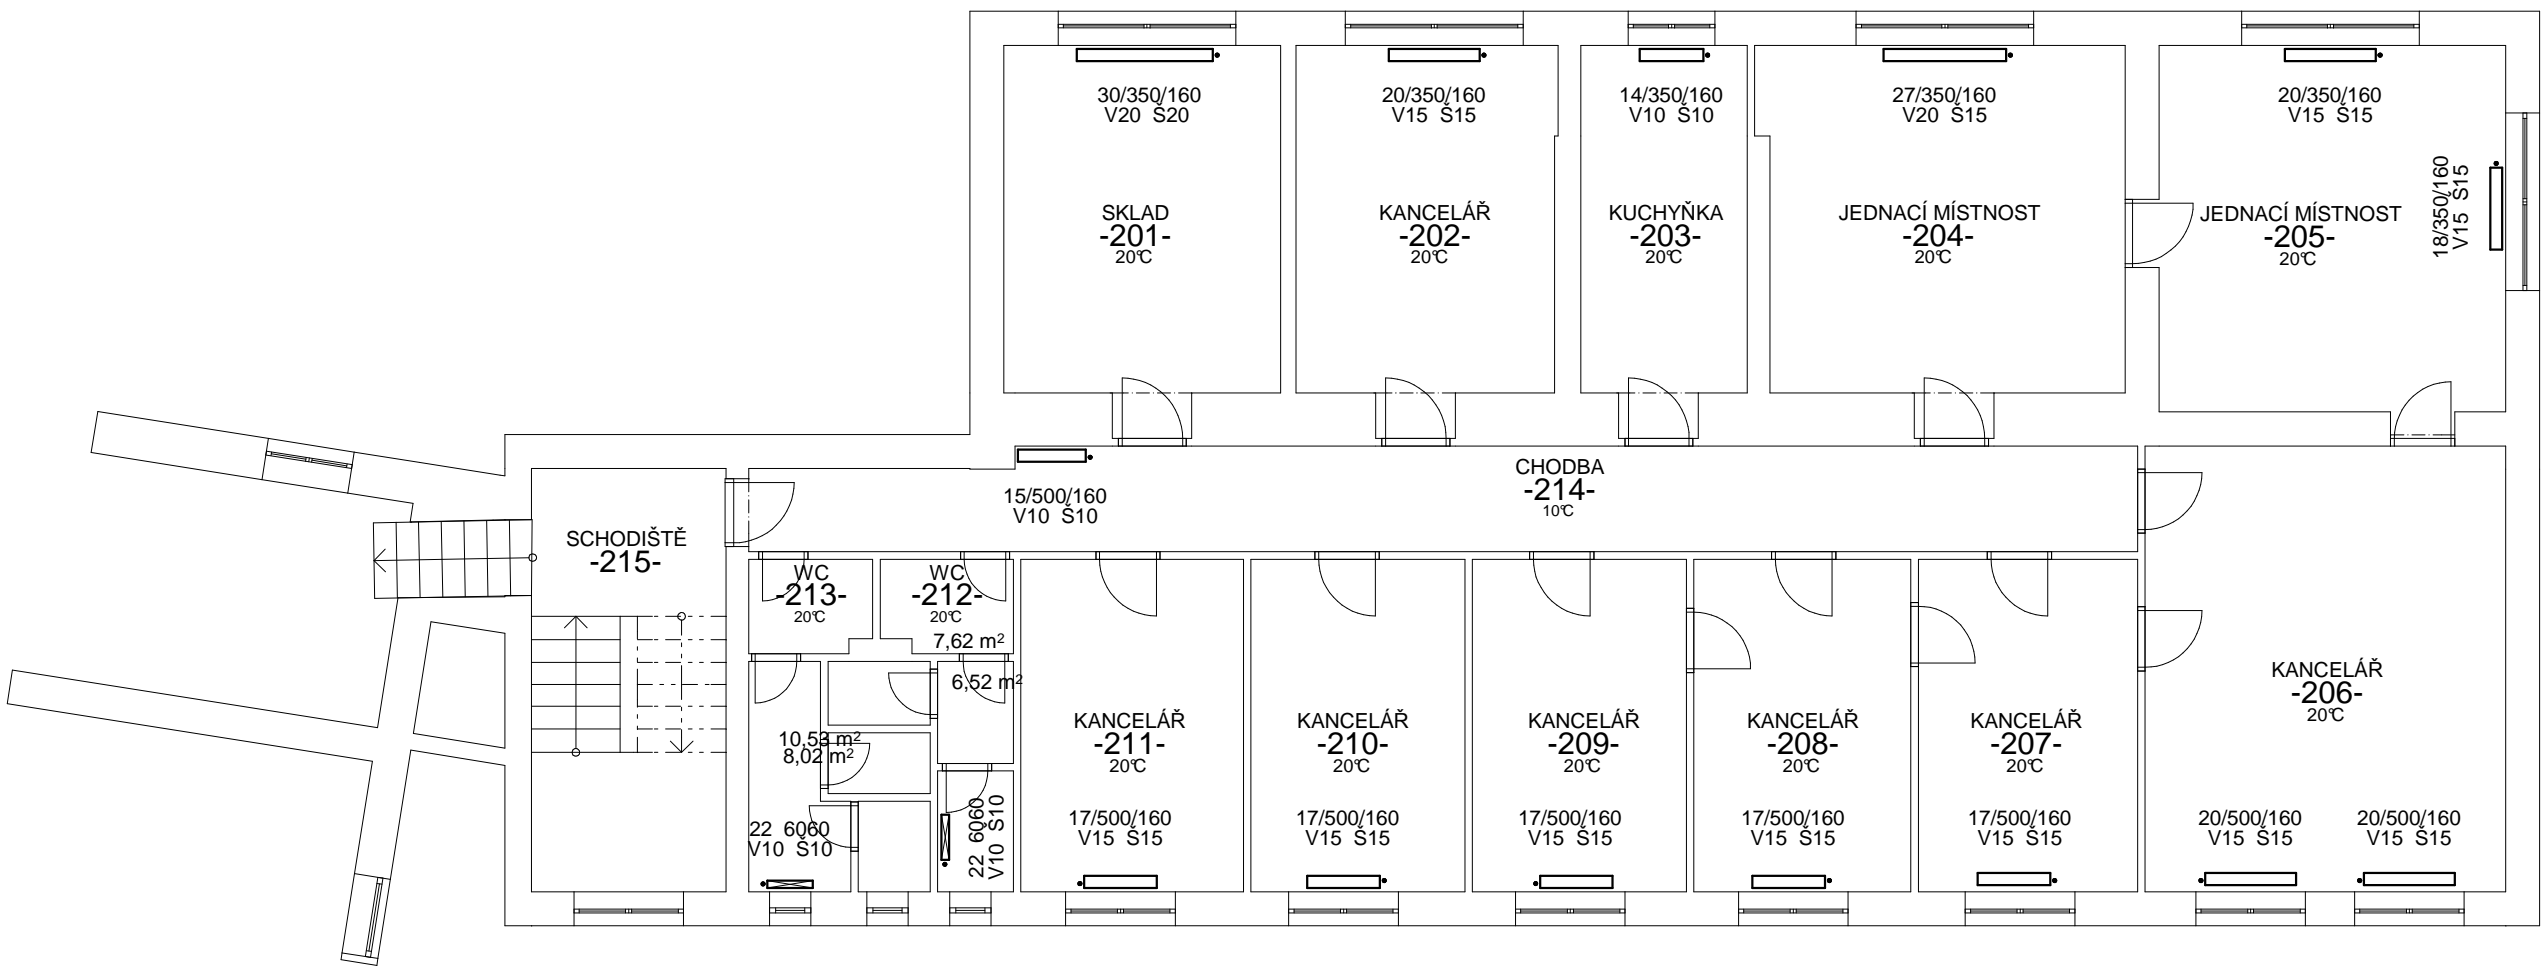 30/350/160
V20 Š20
20/350/160
V15 Š15
14/350/160
V10 Š10
27/350/160
V20 Š15
20/350/160
V15 Š15
18/350/160
V15 Š15
SKLAD
-201-
20°C
KANCELÁŘ
-202-
20°C
KUCHYŇKA
-203-
20°C
JEDNACÍ MÍSTNOST
-204-
20°C
JEDNACÍ MÍSTNOST
-205-
20°C
CHODBA
-214-
10°C
15/500/160
V10 Š10
SCHODIŠTĚ
-215-
WC
-213-
20°C
WC
-212-
20°C
7,62 m²
6,52 m²
10,53 m²
8,02 m²
22 6060
V10 Š10
22 6060
V10 Š10
KANCELÁŘ
-211-
20°C
17/500/160
V15 Š15
KANCELÁŘ
-210-
20°C
17/500/160
V15 Š15
KANCELÁŘ
-209-
20°C
17/500/160
V15 Š15
KANCELÁŘ
-208-
20°C
17/500/160
V15 Š15
KANCELÁŘ
-207-
20°C
17/500/160
V15 Š15
KANCELÁŘ
-206-
20°C
20/500/160
V15 Š15
20/500/160
V15 Š15